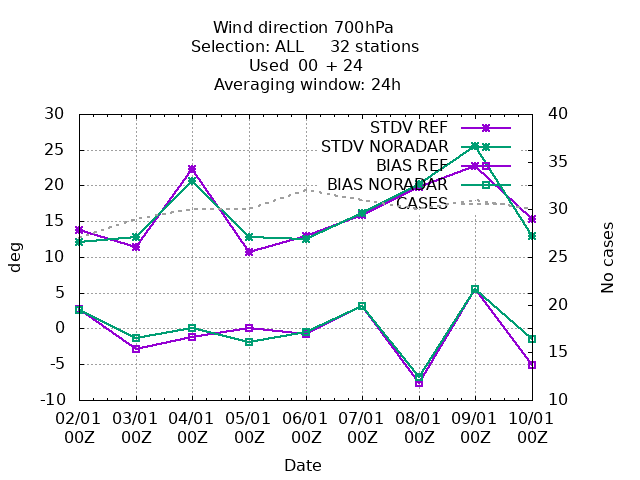 Wind direction 700hPa
Selection: ALL 32 stations
Used 00 + 24
Averaging window: 24h
30 40
STDV REF
STDV NORADAR
BIAS REF
BIAS NORADAR
CASES
25 35
20 30
15
10 25
5 20
0
-5 15
-10 10
deg
No cases
02/01 03/01 04/01 05/01 06/01 07/01 08/01 09/01 10/01
00Z 00Z 00Z 00Z 00Z 00Z 00Z 00Z 00Z
Date